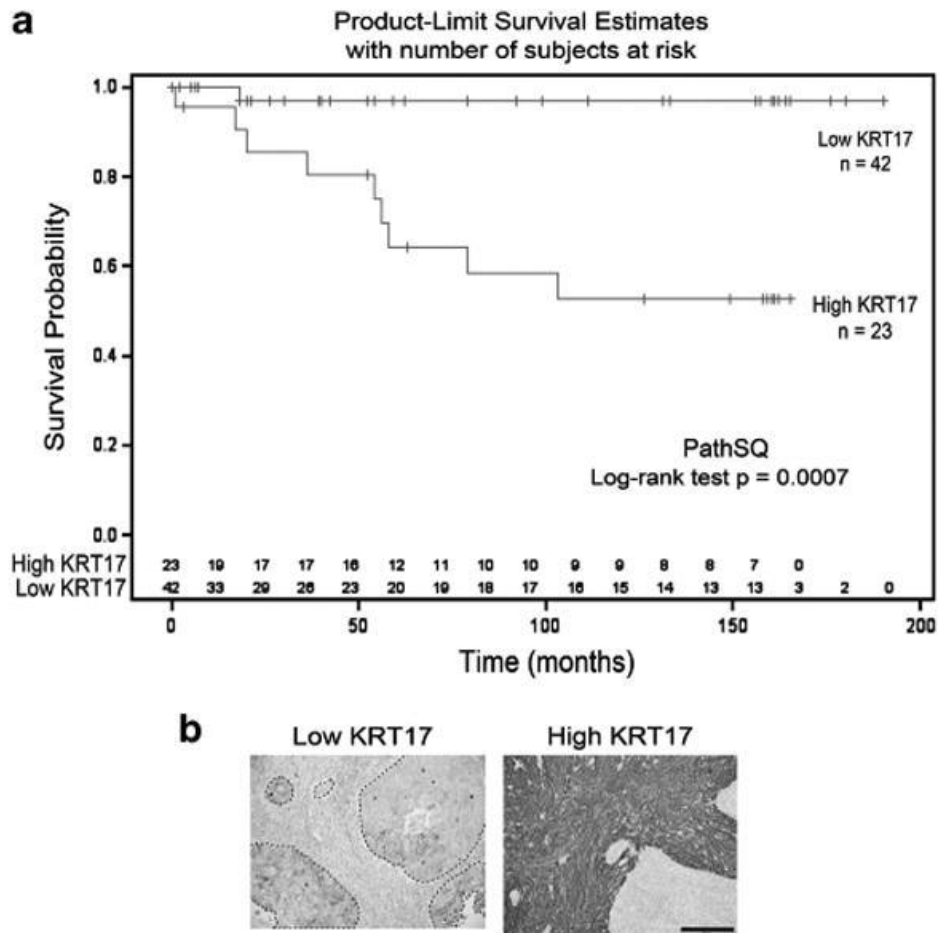 a
Product-Limit Survival Estimates
with number of subjects at risk
1.0
0.8
0.6
0.4
0.2
0.0
Survival Probability
Low KRT17
n = 42
High KRT17
n = 23
PathSQ
Log-rank test p = 0.0007
High KRT17 23 19 17 17 16 12 11 10 10 9 9 8 8 7 0
Low KRT17 42 33 29 26 23 20 19 18 17 16 15 14 13 13 3 2 0
0 50 100 150 200
Time (months)
b
Low KRT17 High KRT17